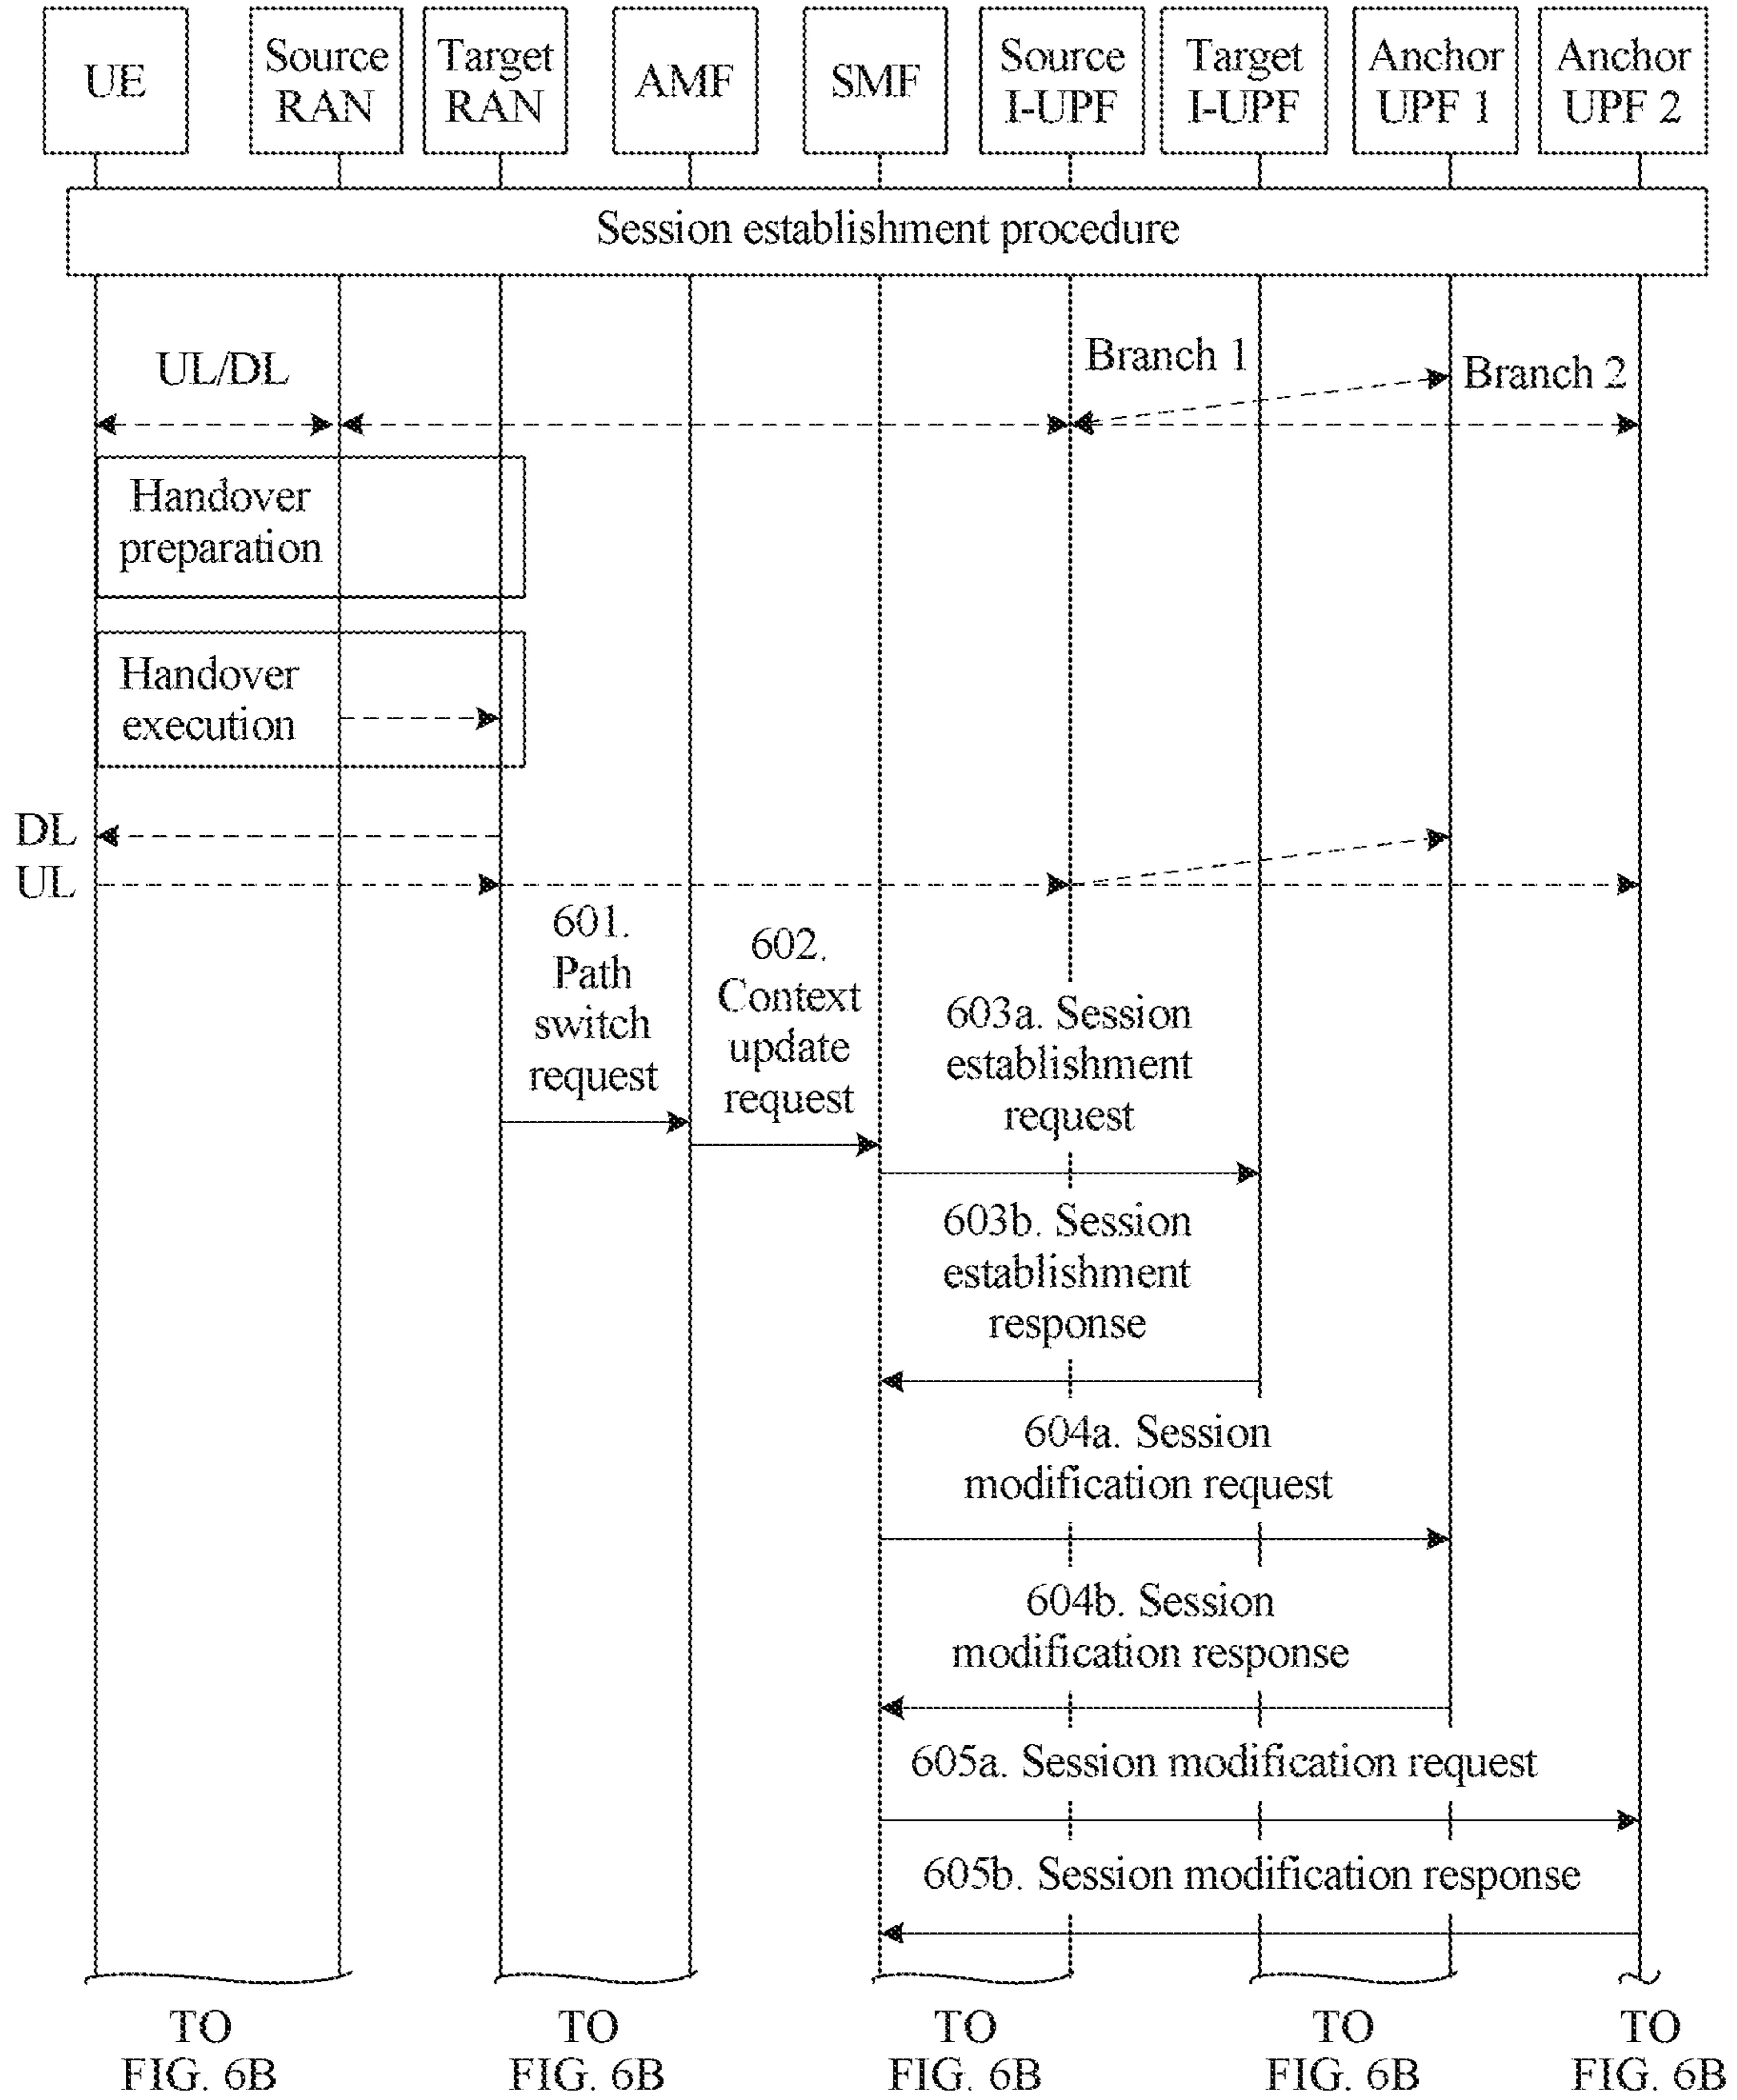 UE
Source
RAN
Target
RAN
AMF
SMF
Source
I-UPF
Target
I-UPF
Anchor
UPF 1
Anchor
UPF 2
Session establishment procedure
UL/DL
Branch 1
Branch 2
Handover
preparation
Handover
execution
DL
UL
601.
Path
switch
request
602.
Context
update
request
603a. Session
establishment
request
603b. Session
establishment
response
604a. Session
modification request
604b. Session
modification response
605a. Session modification request
605b. Session modification response
TO
FIG. 6B
TO
FIG. 6B
TO
FIG. 6B
TO
FIG. 6B
TO
FIG. 6B